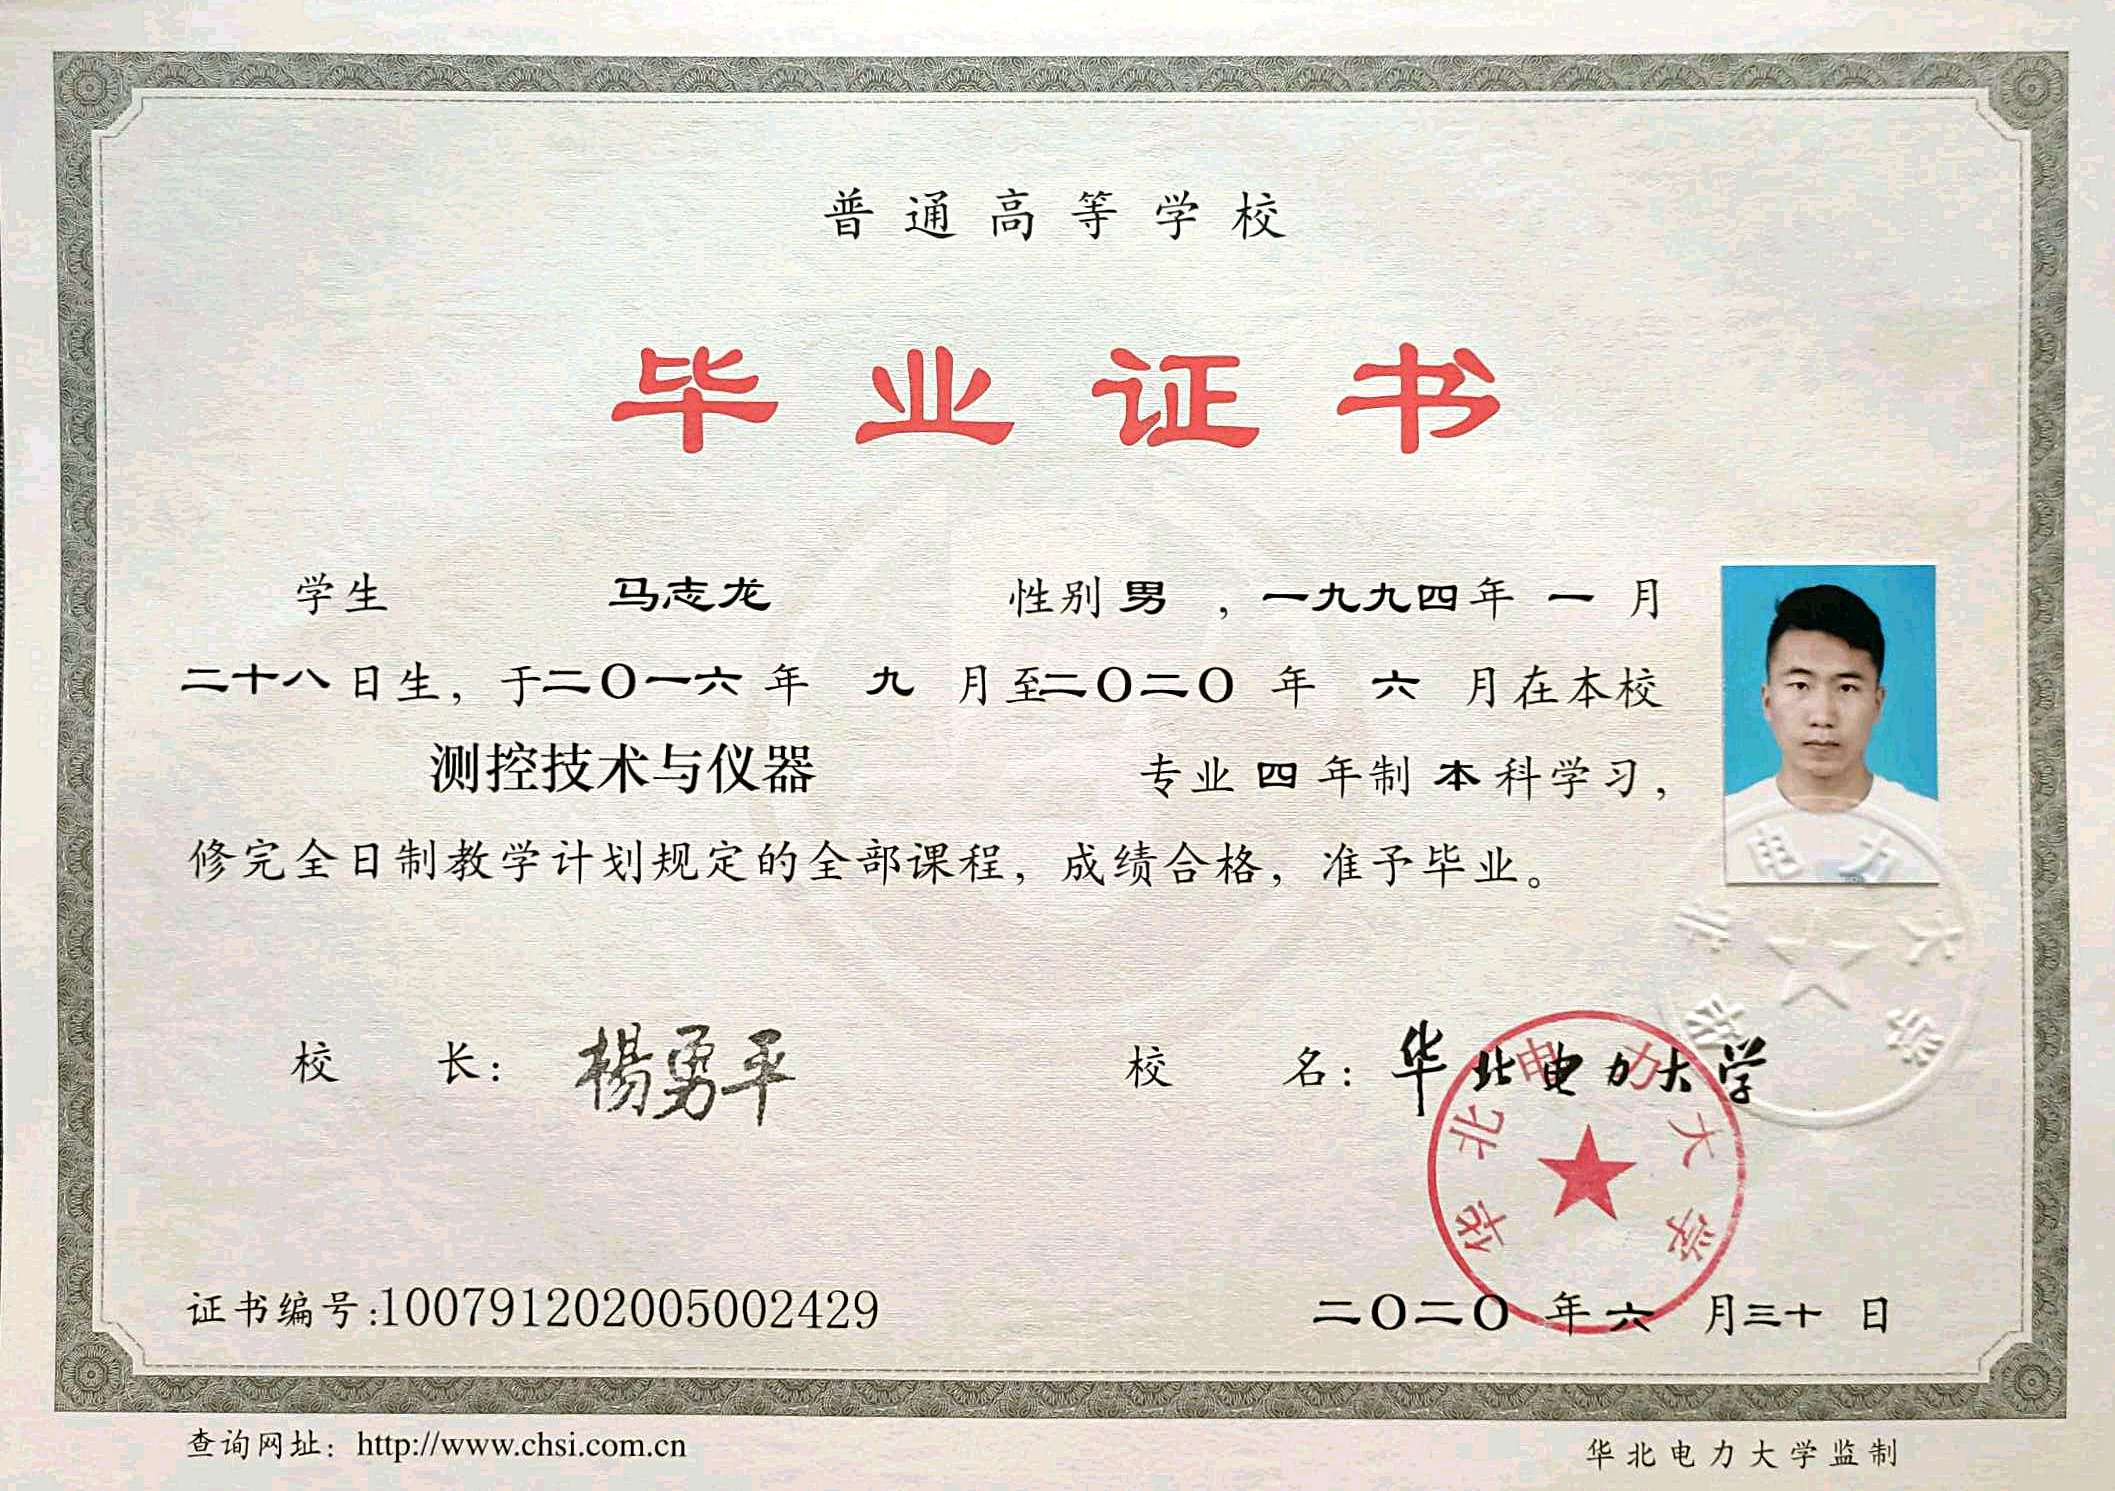 普通高等学校
毕业证书
学生 马志龙 性别 男 ，一九九四年 一 月
二十八日生，于二〇一六年 九 月至二〇二〇年 六 月在本校
测控技术与仪器 专业 四 年制 本 科学习，
修完全日制教学计划规定的全部课程，成绩合格，准予毕业。
电力
华 大
北 学
校 长：楊勇平 校 名：华北电力大学
华北电力大学
证书编号:100791202005002429 二〇二〇年六月三十日
查询网址：http://www.chsi.com.cn 华北电力大学监制